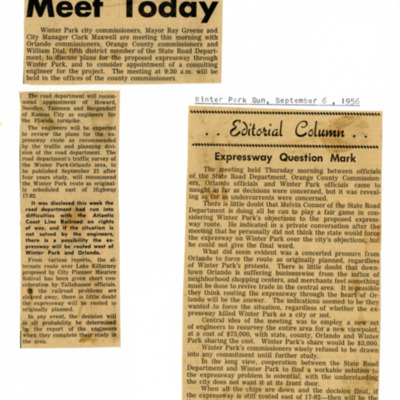 Meet Today
Winter Park city commissioners, Mayor Ray Greene and
City Manager Clark Maxwell are meeting this morning with
Orlando commissioners, Orange County commissioners and
William Dial, fifth district member of the State Road Depart-
ment, to discuss plans for the proposed expressway through
Winter Park, and to consider appointment of a consulting
engineer for the project. The meeting at 9:30 a.m. will be
held in the offices of the county commissioners.
The road department will recom-
mend appointment of Howard,
Needles, Tammen and Bergendoff
of Kansas City as engineers for
the Florida turnpike.
The engineers will be expected
to review the plans for the ex-
pressway route as recommended
by the traffic and planning divi-
sion of the road department. The
road department's traffic survey of
the Winter Park-Orlando area, to
be published September 21 after
four years study, will recommend
the Winter Park route as original-
ly scheduled east of Highway
17-92.
It was disclosed this week the
road department had run into
difficulties with the Atlantic
Coast Line Railroad on rights
of way, and if the situation is
not solved by the engineers,
there is a possibility the ex-
pressway will be routed west of
Winter Park and Orlando.
From various reports, the al-
ternate route over Lake Killarney
proposed by City Planner Maurice
Rotival has been given short con-
sideration by Tallahassee officials.
If the railroad problems are
cleared away, there is little doubt
the expressway will be routed as
originally planned.
In any event, the decision will
in all probability be determined
by the report of the engineers
when they complete their study in
the area.
Winter Park Sun, September 6, 1956
. . Editorial Column . .
Expressway Question Mark
The meeting held Thursday morning between officials
of the State Road Department, Orange County Commission-
ers, Orlando officials and Winter Park officials came to
naught as far as decisions were concerned, but it was reveal-
ing as far as undercurrents were concerned.
There is little doubt that Melvin Conner of the State Road
Department is doing all he can to play a fair game in con-
sidering Winter Park's objections to the proposed express-
way route. He indicated in a private conversation after the
meeting that he personally did not think the state would force
the expressway on Winter Park over the city's objections, but
he could not give the final word.
What did seem evident was a concerted pressure from
Orlando to force the route as originally planned, regardless
of Winter Park's protests. There is little doubt that down-
town Orlando is suffering businesswise from the influx of
neighborhood shopping centers, and merchants feel something
must be done to revive trade in the central area. It is possible
they think routing the expressway through the heart of Or-
lando will be the answer. The indications seemed to be they
wanted to force the situation, regardless of whether the ex-
pressway killed Winter Park as a city or not.
Central idea of the meeting was to employ a new set
of engineers to resurvey the entire area for a new viewpoint,
at a cost of $75,000, with state, county, Orlando and Winter
Park sharing the cost. Winter Park's share would be $3,000.
Winter Park's commissioners wisely refused to be drawn
into any commitment until further study.
In the long view, cooperation between the State Road
Department and Winter Park to find a workable solution to
the expressway problem is essential, with the understanding
the city does not want it at its front door.
When all the chips are down and the decision final, if
the expressway is still routed east of 17-92—then will be the